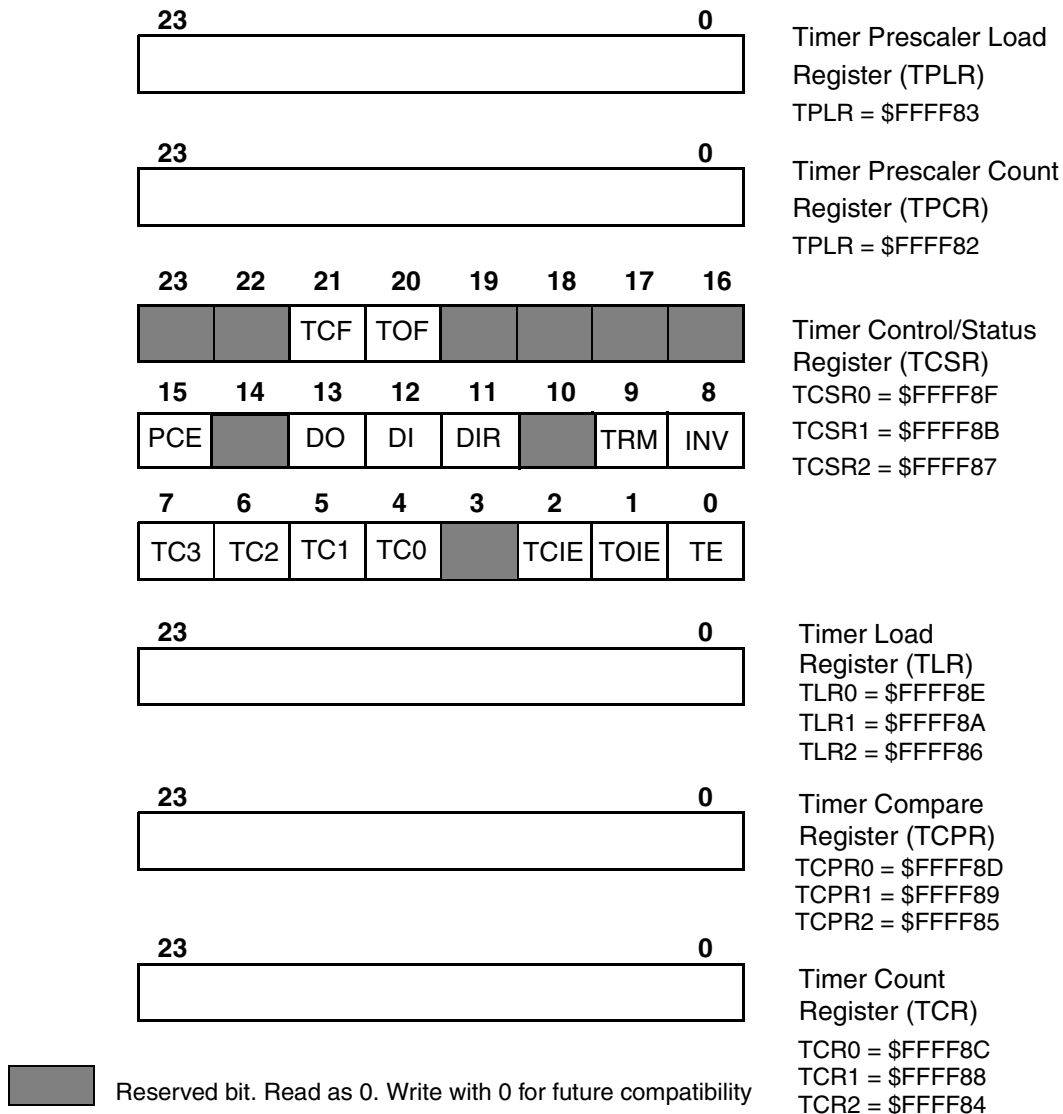 23 0
Timer Prescaler Load
Register (TPLR)
TPLR = $FFFF83
23 0
Timer Prescaler Count
Register (TPCR)
TPLR = $FFFF82
23 22 21 20 19 18 17 16
TCF TOF
Timer Control/Status
Register (TCSR)
TCSR0 = $FFFF8F
TCSR1 = $FFFF8B
TCSR2 = $FFFF87
15 14 13 12 11 10 9 8
PCE DO DI DIR TRM INV
7 6 5 4 3 2 1 0
TC3 TC2 TC1 TC0 TCIE TOIE TE
23 0
Timer Load
Register (TLR)
TLR0 = $FFFF8E
TLR1 = $FFFF8A
TLR2 = $FFFF86
23 0
Timer Compare
Register (TCPR)
TCPR0 = $FFFF8D
TCPR1 = $FFFF89
TCPR2 = $FFFF85
23 0
Timer Count
Register (TCR)
TCR0 = $FFFF8C
TCR1 = $FFFF88
TCR2 = $FFFF84
Reserved bit. Read as 0. Write with 0 for future compatibility